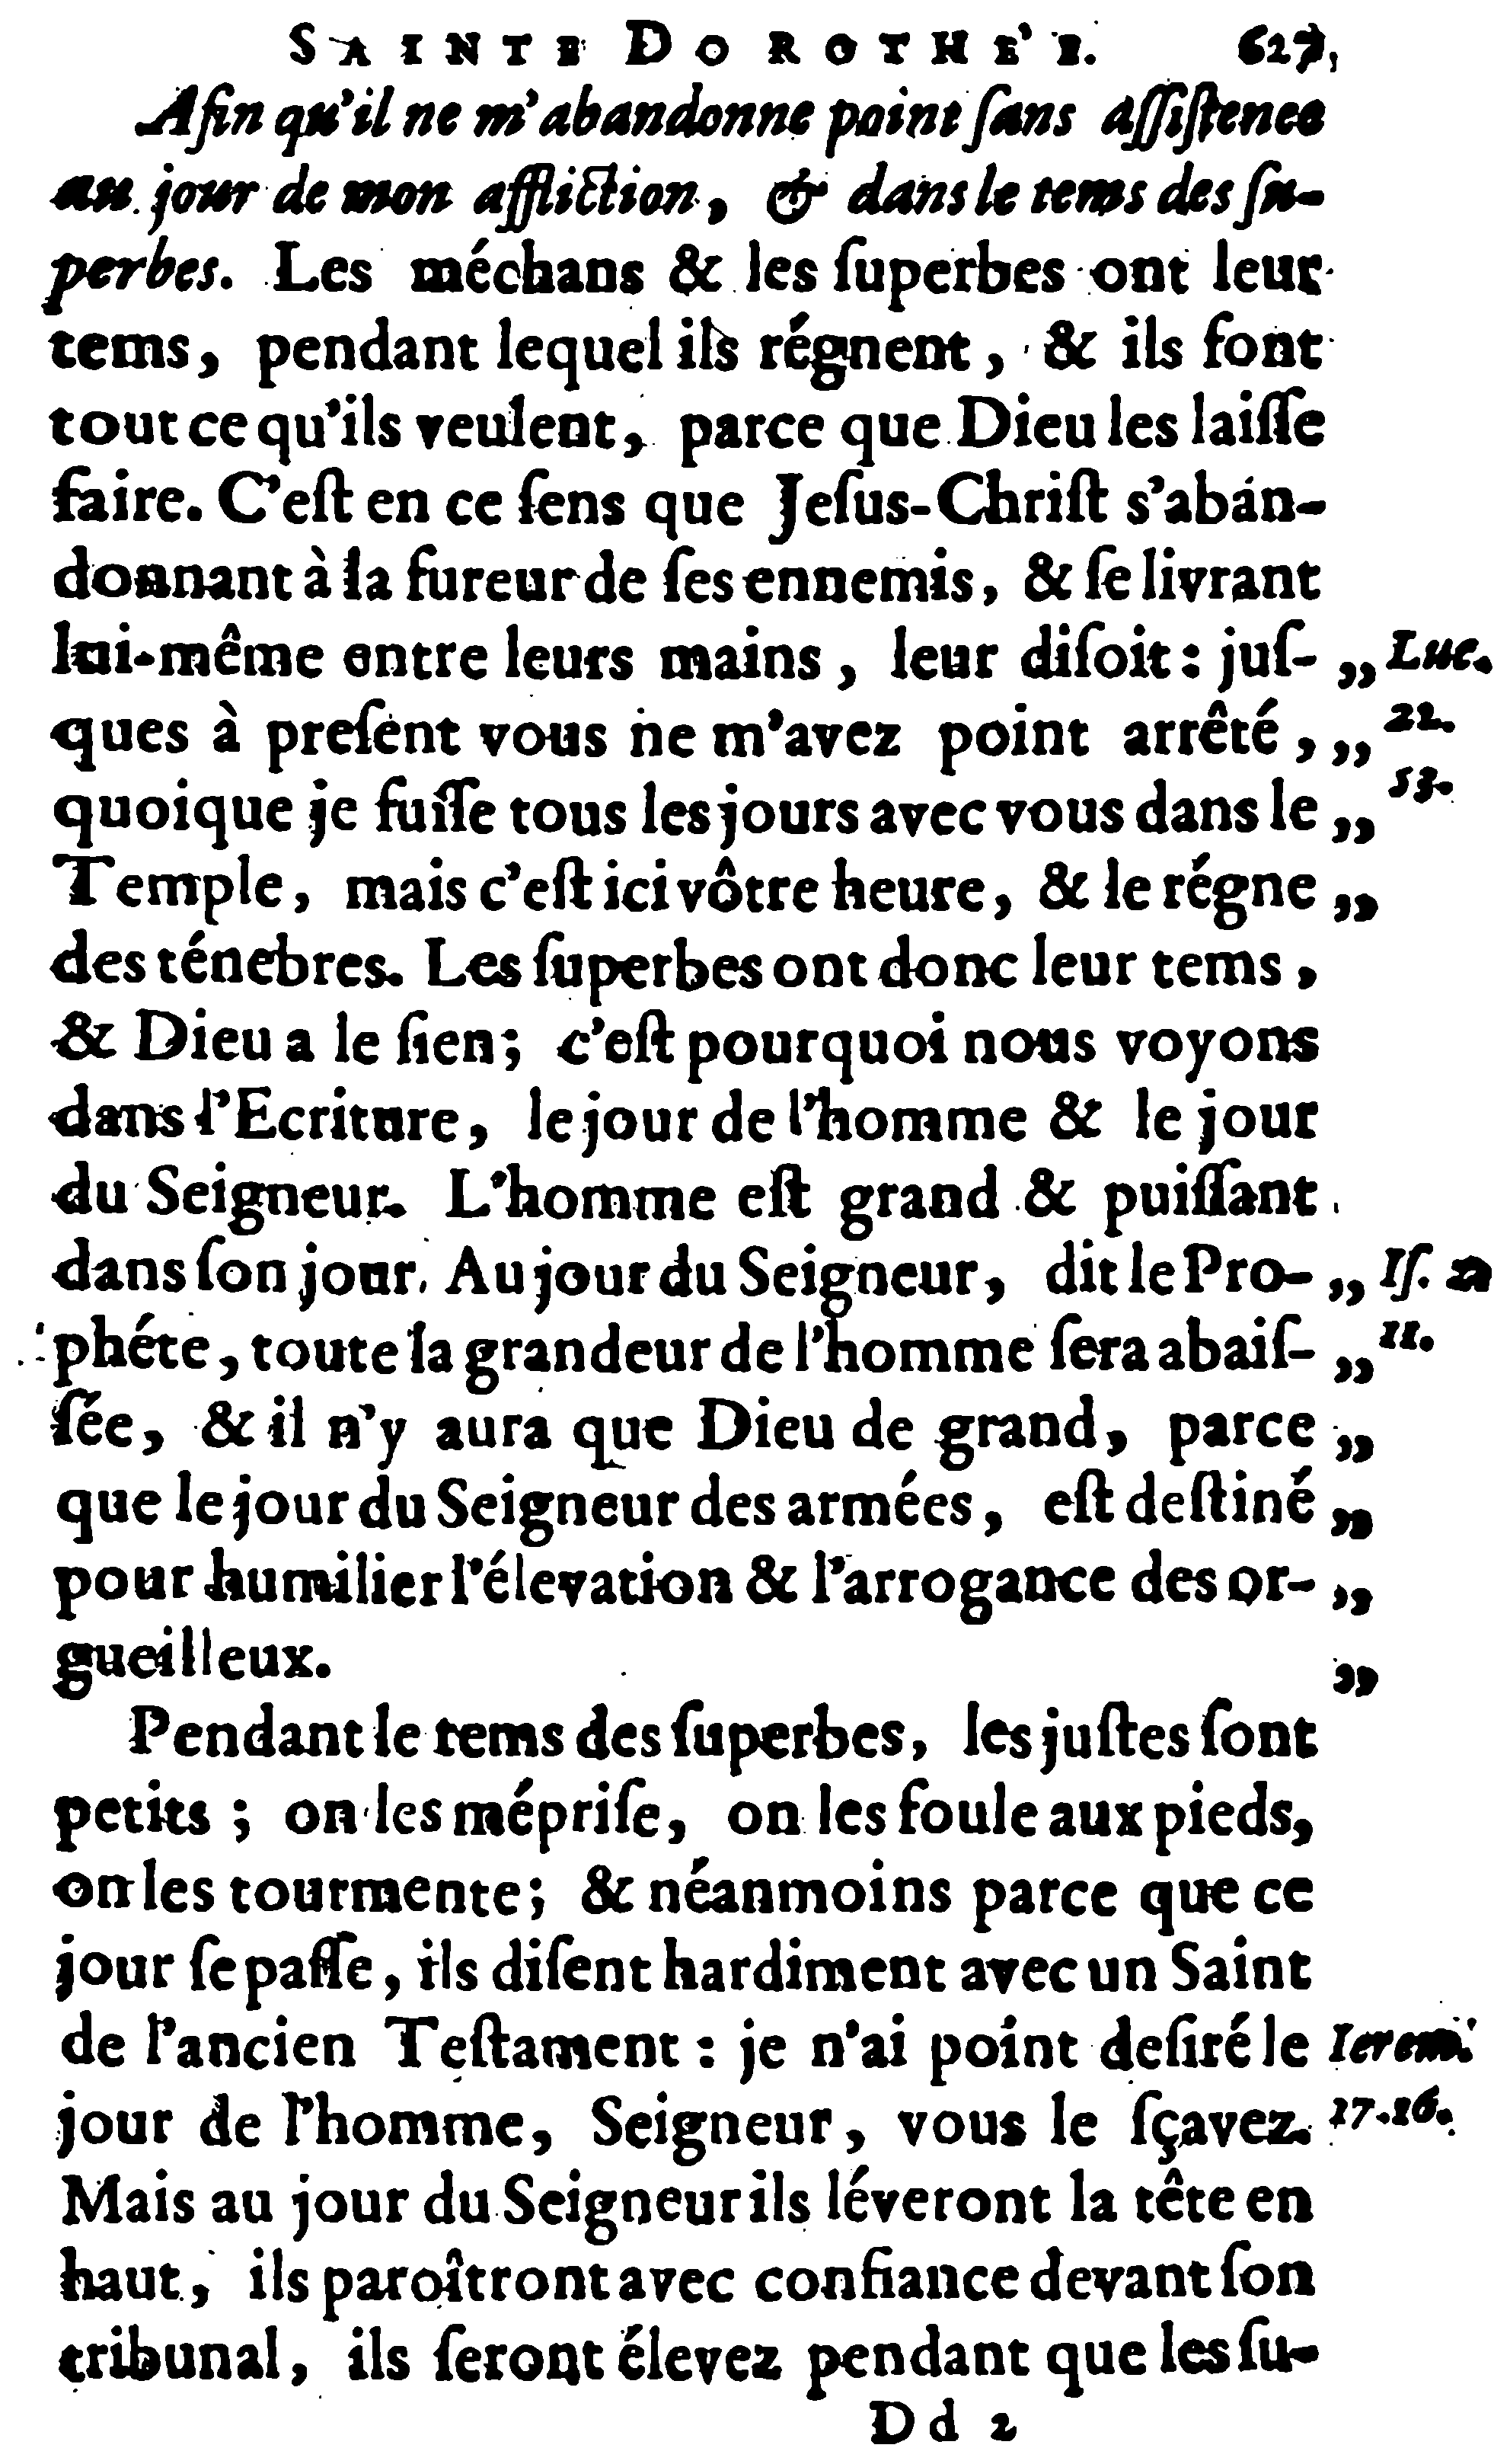 SAINTE DOROTHE'E. 627,
Afin qu'il ne m'abandonne point ſans aſſiſtence
au jour de mon affliction, & dans le tems des ſu-
perbes. Les méchans & les ſuperbes ont leur
tems, pendant lequel ils régnent, & ils font
tout ce qu'ils veulent, parce que Dieu les laiſſe
faire. C'eſt en ce ſens que Jeſus-Chriſt s'aban-
donnant à la fureur de ſes ennemis, & ſe livrant
lui-même entre leurs mains, leur diſoit: juſ- „ Luc.
ques à preſent vous ne m'avez point arrêté, „ 22.
quoique je fuſſe tous les jours avec vous dans le „ 53.
Temple, mais c'eſt ici vôtre heure, & le régne „
des ténebres. Les ſuperbes ont donc leur tems,
& Dieu a le ſien; c'eſt pourquoi nous voyons
dans l'Ecriture, le jour de l'homme & le jour
du Seigneur. L'homme eſt grand & puiſſant
dans ſon jour. Au jour du Seigneur, dit le Pro- „ Iſ. 2
phéte, toute la grandeur de l'homme ſera abaiſ- „ 11.
ſée, & il n'y aura que Dieu de grand, parce „
que le jour du Seigneur des armées, eſt deſtiné „
pour humilier l'élevation & l'arrogance des or- „
gueilleux. „
Pendant le tems des ſuperbes, les juſtes ſont
petits; on les mépriſe, on les foule aux pieds,
on les tourmente; & néanmoins parce que ce
jour ſe paſſe, ils diſent hardiment avec un Saint
de l'ancien Teſtament: je n'ai point deſiré le Ierem.
jour de l'homme, Seigneur, vous le ſçavez. 17.16.
Mais au jour du Seigneur ils léveront la tête en
haut, ils paroîtront avec confiance devant ſon
tribunal, ils ſeront élevez pendant que les ſu-
Dd 2